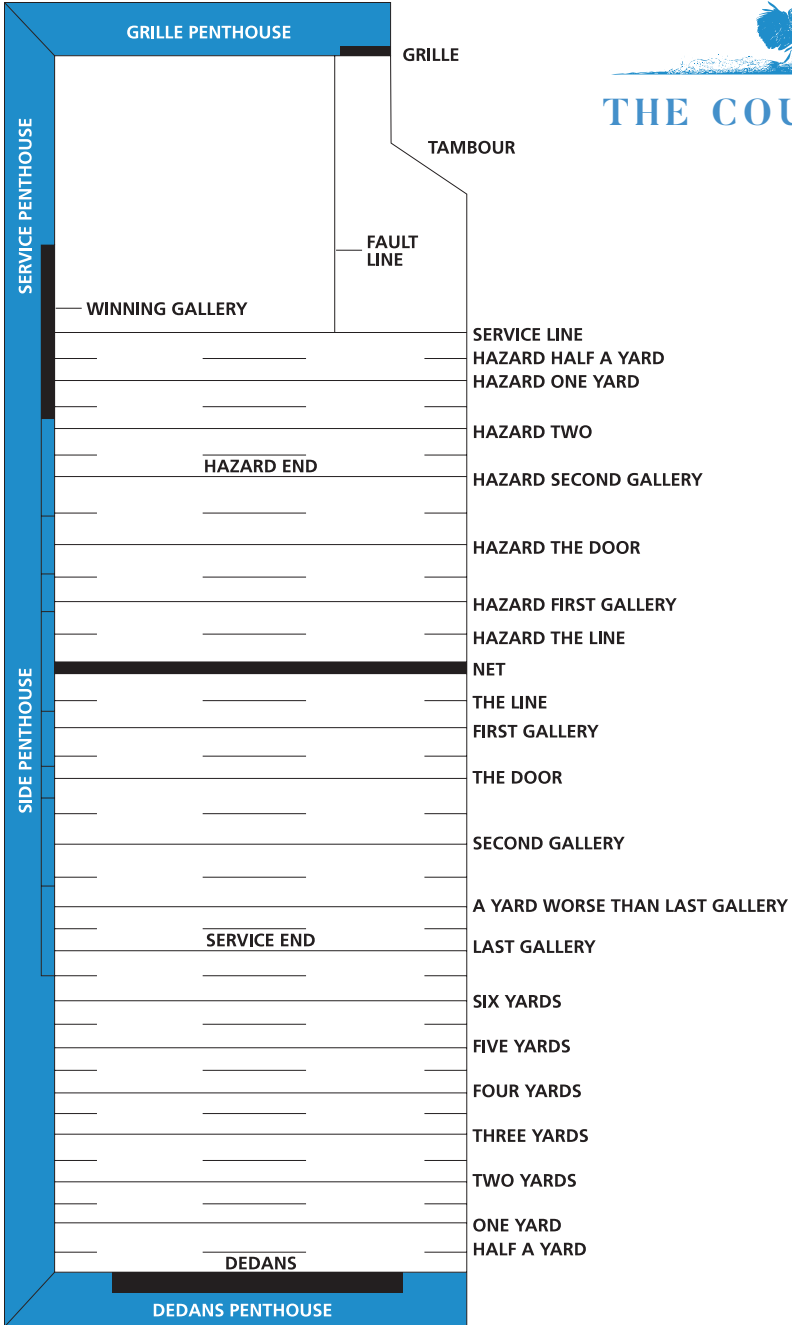 GRILLE PENTHOUSE
GRILLE
THE COU
TAMBOUR
SERVICE PENTHOUSE
FAULT
LINE
WINNING GALLERY
SERVICE LINE
HAZARD HALF A YARD
HAZARD ONE YARD
HAZARD TWO
HAZARD END
HAZARD SECOND GALLERY
HAZARD THE DOOR
HAZARD FIRST GALLERY
HAZARD THE LINE
NET
SIDE PENTHOUSE
THE LINE
FIRST GALLERY
THE DOOR
SECOND GALLERY
A YARD WORSE THAN LAST GALLERY
SERVICE END
LAST GALLERY
SIX YARDS
FIVE YARDS
FOUR YARDS
THREE YARDS
TWO YARDS
ONE YARD
HALF A YARD
DEDANS
DEDANS PENTHOUSE